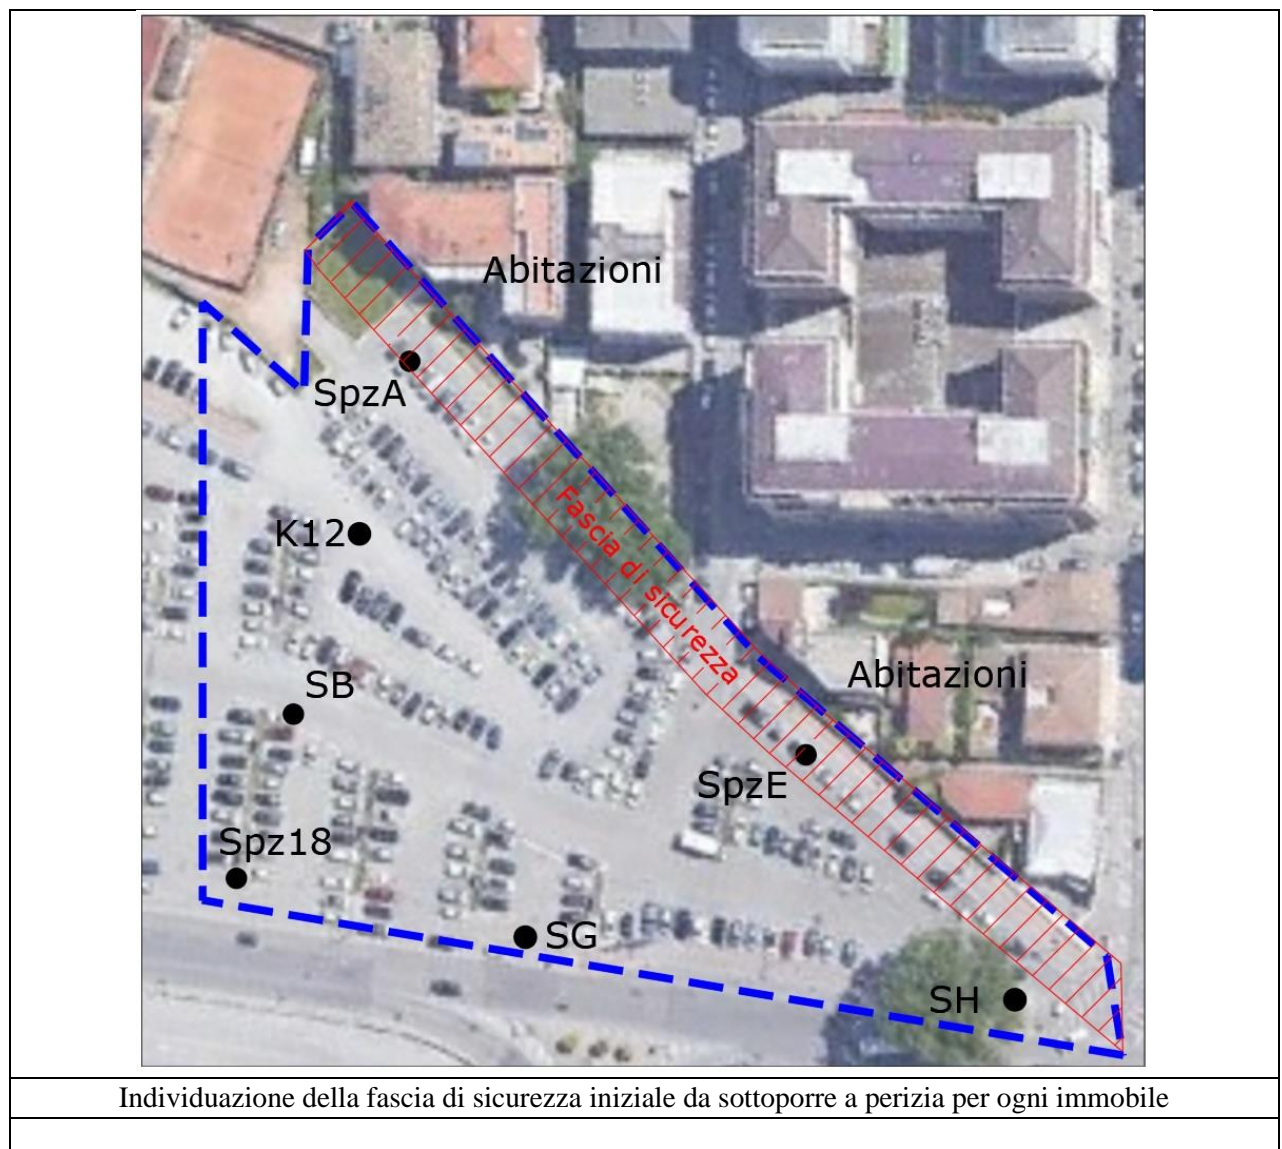 Abitazioni
SpzA
Fascia di sicurezza
K12
Abitazioni
SB
SpzE
Spz18
SG
SH
Individuazione della fascia di sicurezza iniziale da sottoporre a perizia per ogni immobile